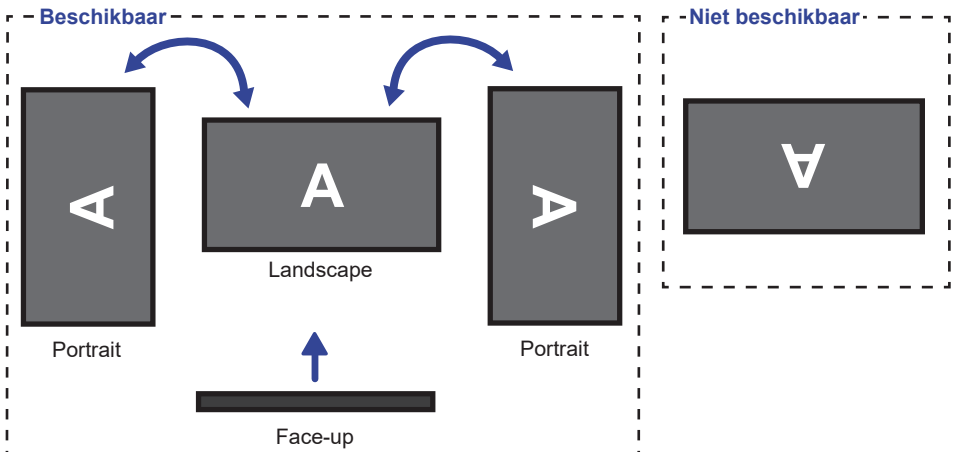 Beschikbaar
Niet beschikbaar
A
A
A
A
Landscape
Portrait
Portrait
Face-up